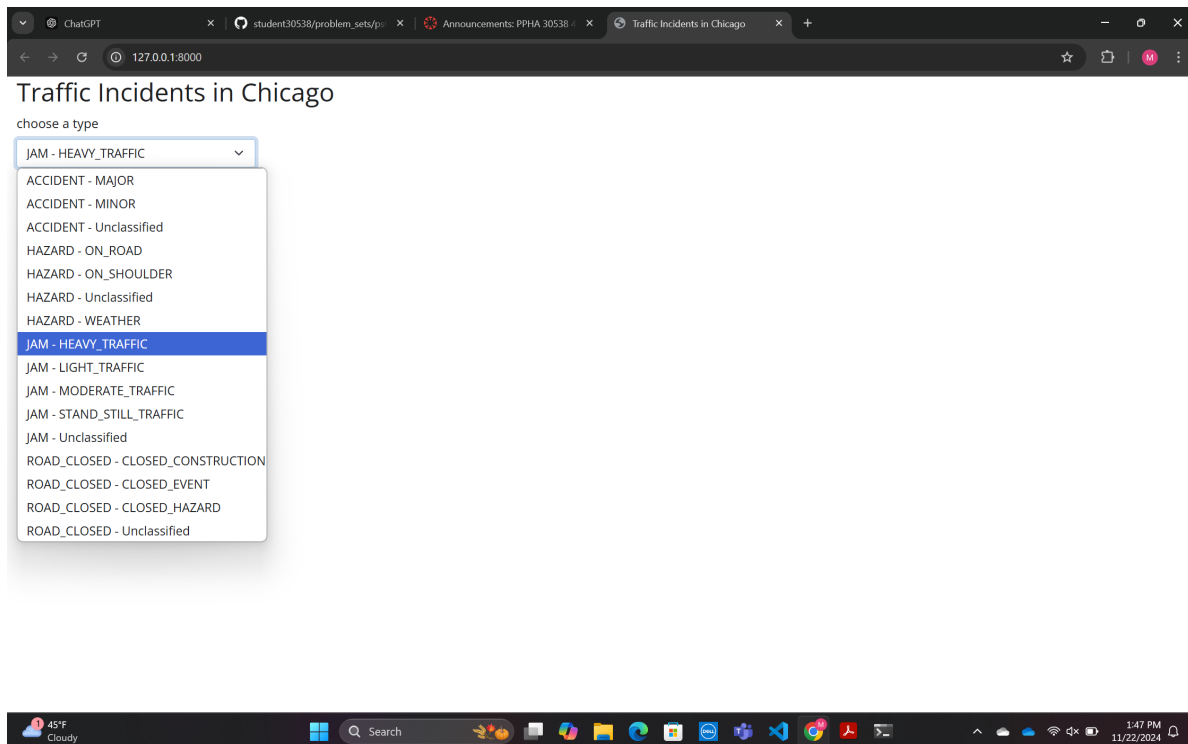 ChatGPT
student30538/problem_sets/ps
Announcements: PPHA 30538 4
Traffic Incidents in Chicago
127.0.0.1:8000
M
Traffic Incidents in Chicago
choose a type
JAM - HEAVY_TRAFFIC
ACCIDENT - MAJOR
ACCIDENT - MINOR
ACCIDENT - Unclassified
HAZARD - ON_ROAD
HAZARD - ON_SHOULDER
HAZARD - Unclassified
HAZARD - WEATHER
JAM - HEAVY_TRAFFIC
JAM - LIGHT_TRAFFIC
JAM - MODERATE_TRAFFIC
JAM - STAND_STILL_TRAFFIC
JAM - Unclassified
ROAD_CLOSED - CLOSED_CONSTRUCTION
ROAD_CLOSED - CLOSED_EVENT
ROAD_CLOSED - CLOSED_HAZARD
ROAD_CLOSED - Unclassified
1
45°F
Cloudy
Search
DELL
M
1:47 PM
11/22/2024